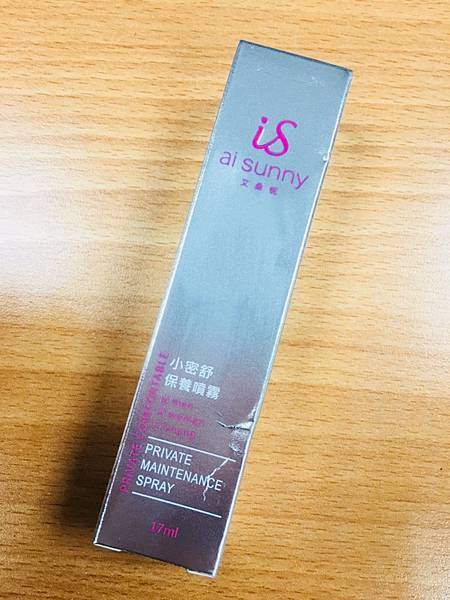 is
ai sunny
艾桑妮
小密舒
保養噴霧
PRIVATE COMFORTABLE
PRIVATE
MAINTENANCE
SPRAY
17ml